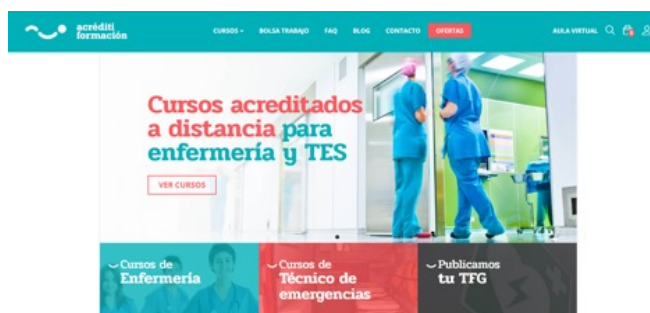 acréditi
formación
CURSOS BOLSA TRABAJO FAQ BLOG CONTACTO OFERTAS AULA VIRTUAL
Cursos acreditados
a distancia para
enfermería y TES
VER CURSOS
Cursos de
Enfermería
Cursos de
Técnico de
emergencias
Publicamos
tu TFG